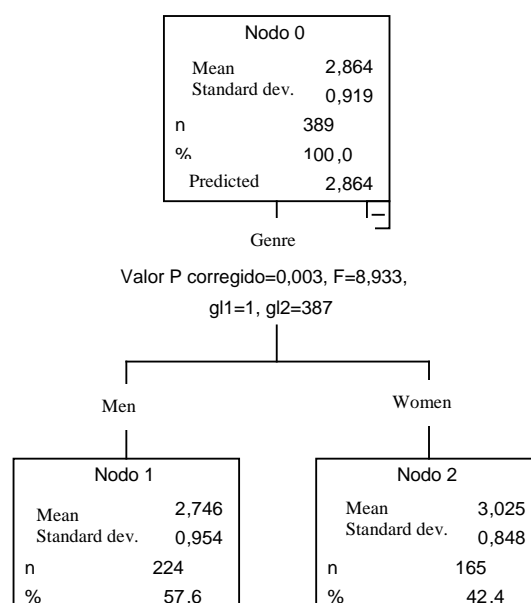 Nodo 0
Mean 2,864
Standard dev. 0,919
n 389
% 100,0
Predicted 2,864
Genre
Valor P corregido=0,003, F=8,933,
gl1=1, gl2=387
Men
Women
Nodo 1
Mean 2,746
Standard dev. 0,954
n 224
% 57,6
Nodo 2
Mean 3,025
Standard dev. 0,848
n 165
% 42,4